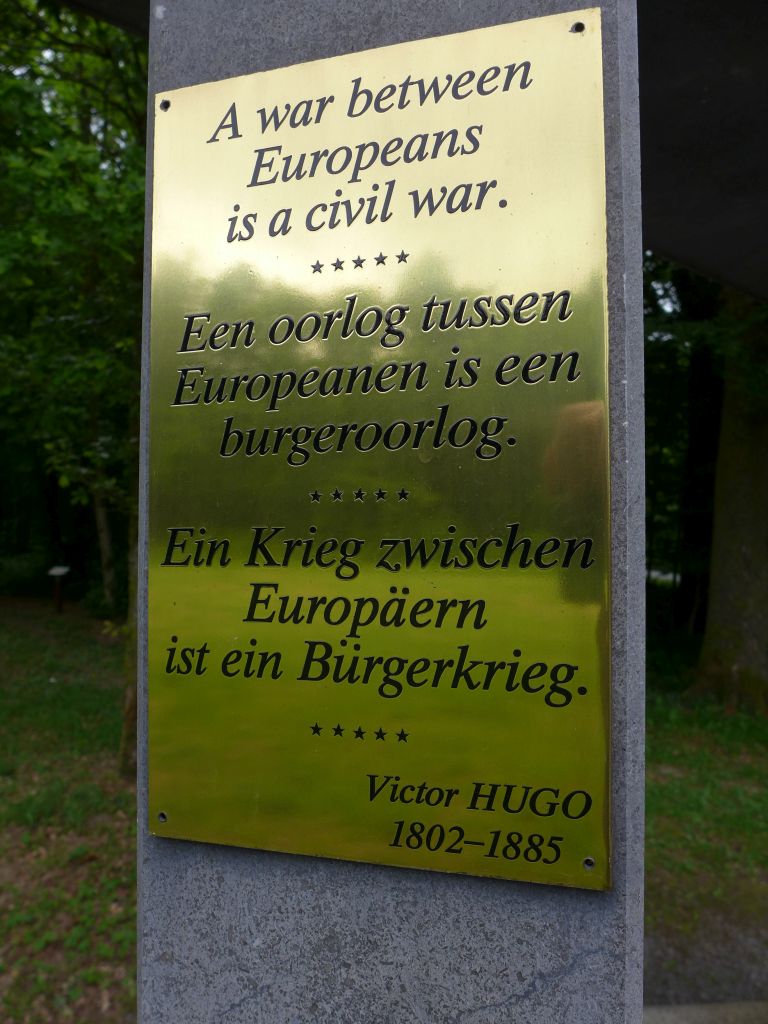 A war between
Europeans
is a civil war.
★★★★★
Een oorlog tussen
Europeanen is een
burgeroorlog.
★★★★★
Ein Krieg zwischen
Europäern
ist ein Bürgerkrieg.
★★★★★
Victor HUGO
1802–1885